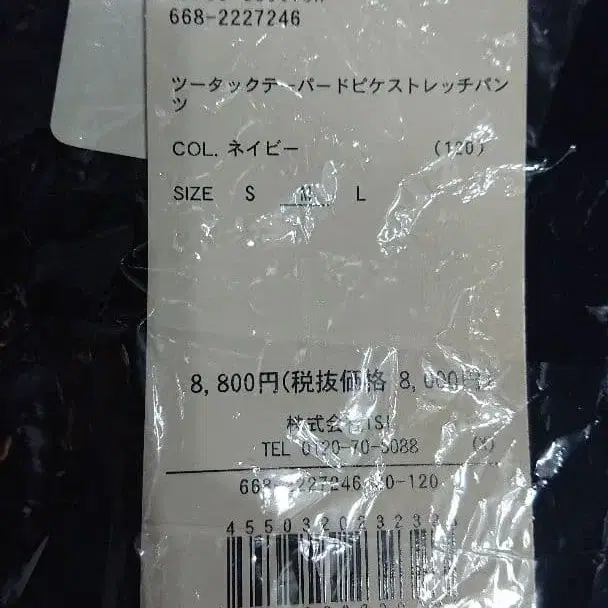 668-2227246
ツータックテーパードピケストレッチパン
ツ
COL. ネイビー (120)
SIZE S M L
8,800円(税抜価格 8,000円)
株式会社TSI
TEL 0120-70-5088 (X)